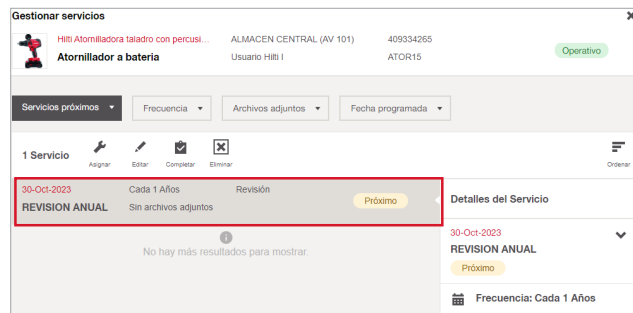 Gestionar servicios
Hilti Atornilladora taladro con percusi... ALMACEN CENTRAL (AV 101) 409334265
Atornillador a bateria Usuario Hilti I ATOR15 Operativo
Servicios próximos Frecuencia Archivos adjuntos Fecha programada
1 Servicio Asignar Editar Completar Eliminar Ordenar
30-Oct-2023 Cada 1 Años Revisión
REVISION ANUAL Sin archivos adjuntos Próximo
No hay más resultados para mostrar.
Detalles del Servicio
30-Oct-2023
REVISION ANUAL
Próximo
Frecuencia: Cada 1 Años